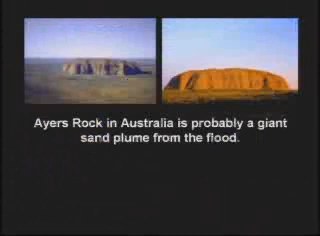 Ayers Rock in Australia is probably a giant
sand plume from the flood.